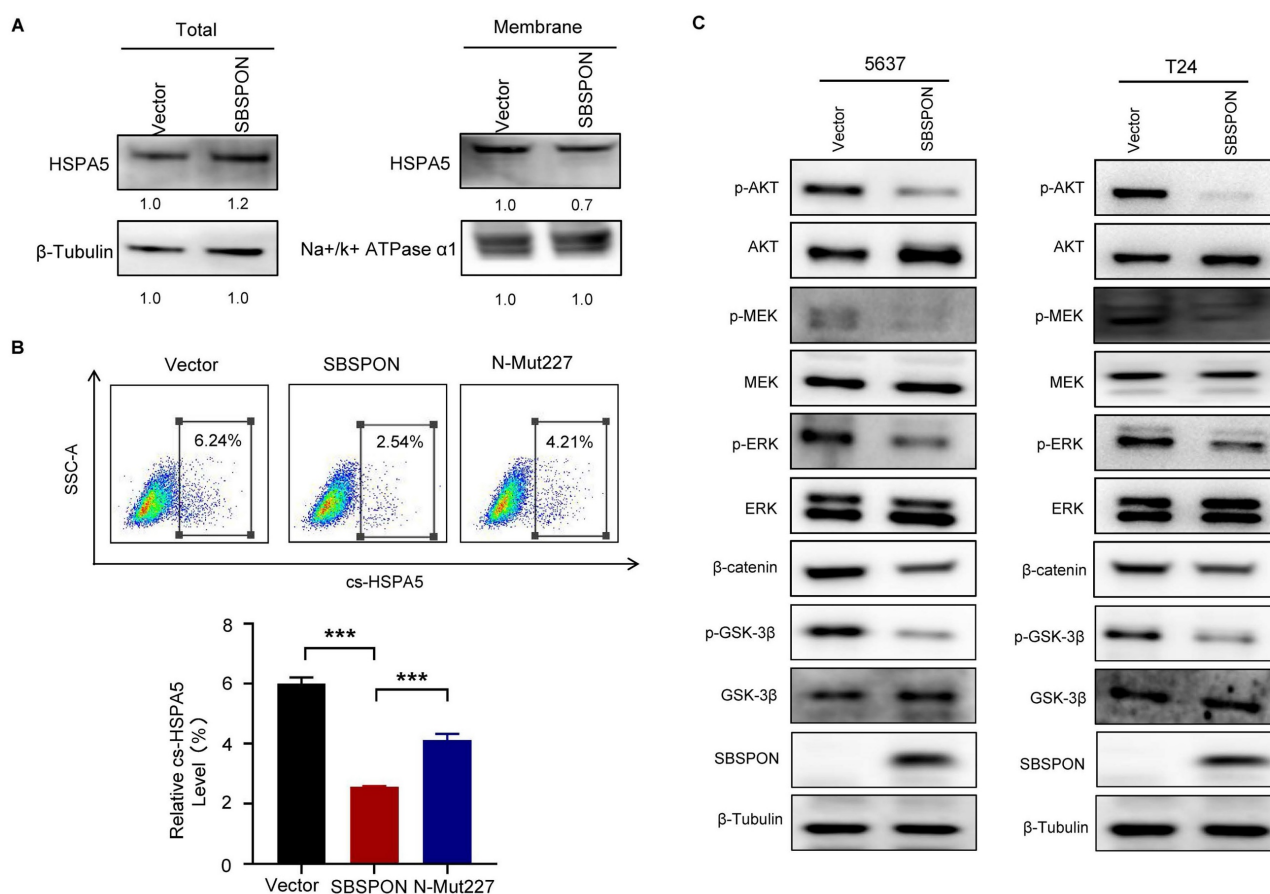 A
Total
Membrane
Vector
SBSPON
Vector
SBSPON
HSPA5
HSPA5
1.0
1.2
1.0
0.7
β-Tubulin
Na+/k+ ATPase α1
1.0
1.0
1.0
1.0
B
Vector
SBSPON
N-Mut227
SSC-A
6.24%
2.54%
4.21%
cs-HSPA5
Relative cs-HSPA5
Level (%)
8
6
4
2
0
***
***
Vector
SBSPON
N-Mut227
C
5637
T24
Vector
SBSPON
Vector
SBSPON
p-AKT
p-AKT
AKT
AKT
p-MEK
p-MEK
MEK
MEK
p-ERK
p-ERK
ERK
ERK
β-catenin
β-catenin
p-GSK-3β
p-GSK-3β
GSK-3β
GSK-3β
SBSPON
SBSPON
β-Tubulin
β-Tubulin